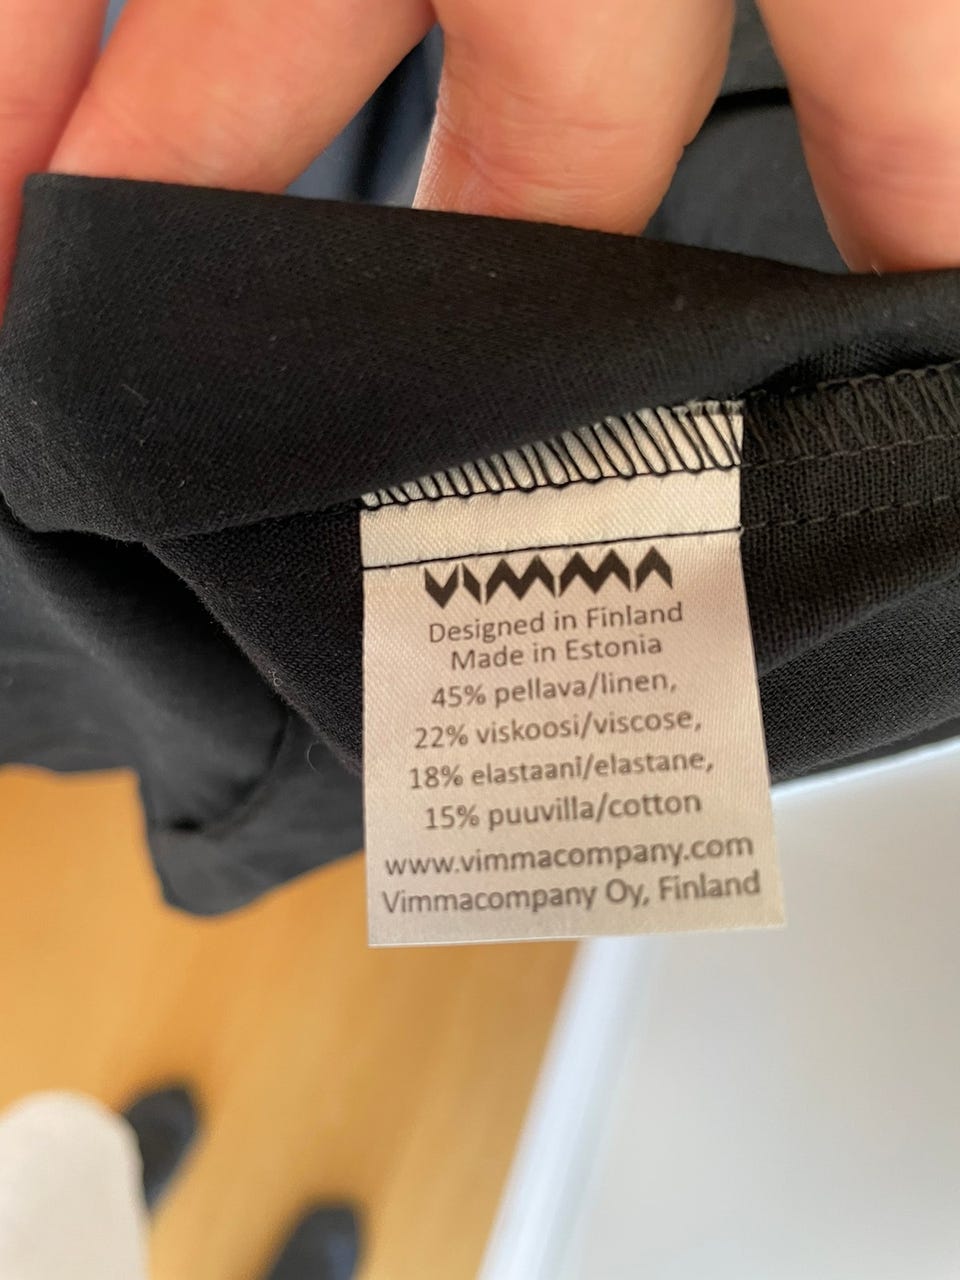 VIMMA
Designed in Finland
Made in Estonia
45% pellava/linen,
22% viskoosi/viscose,
18% elastaani/elastane,
15% puuvilla/cotton
www.vimmacompany.com
Vimmacompany Oy, Finland